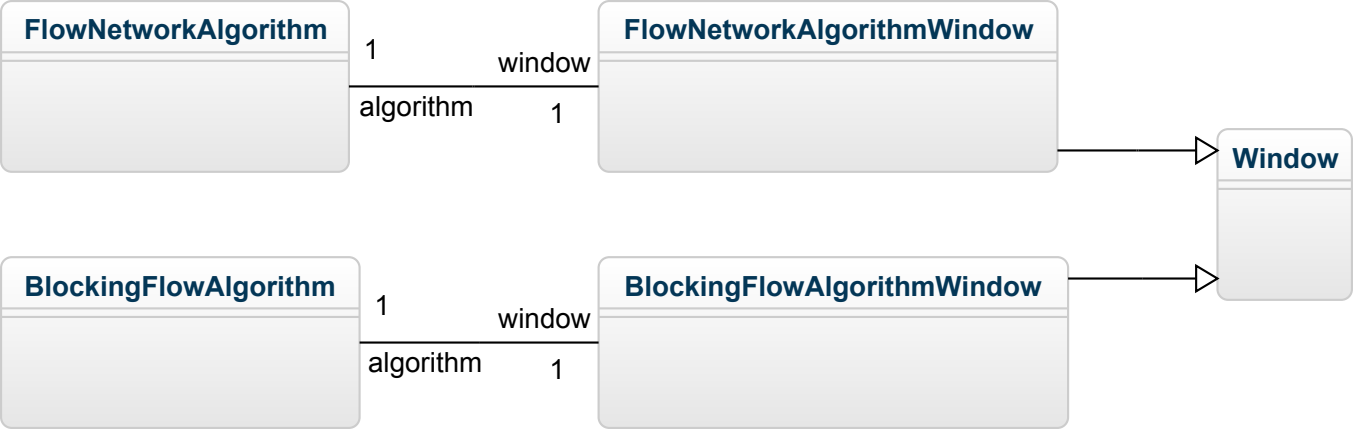 FlowNetworkAlgorithm
1
algorithm
window
1
FlowNetworkAlgorithmWindow
Window
BlockingFlowAlgorithm
1
algorithm
window
1
BlockingFlowAlgorithmWindow